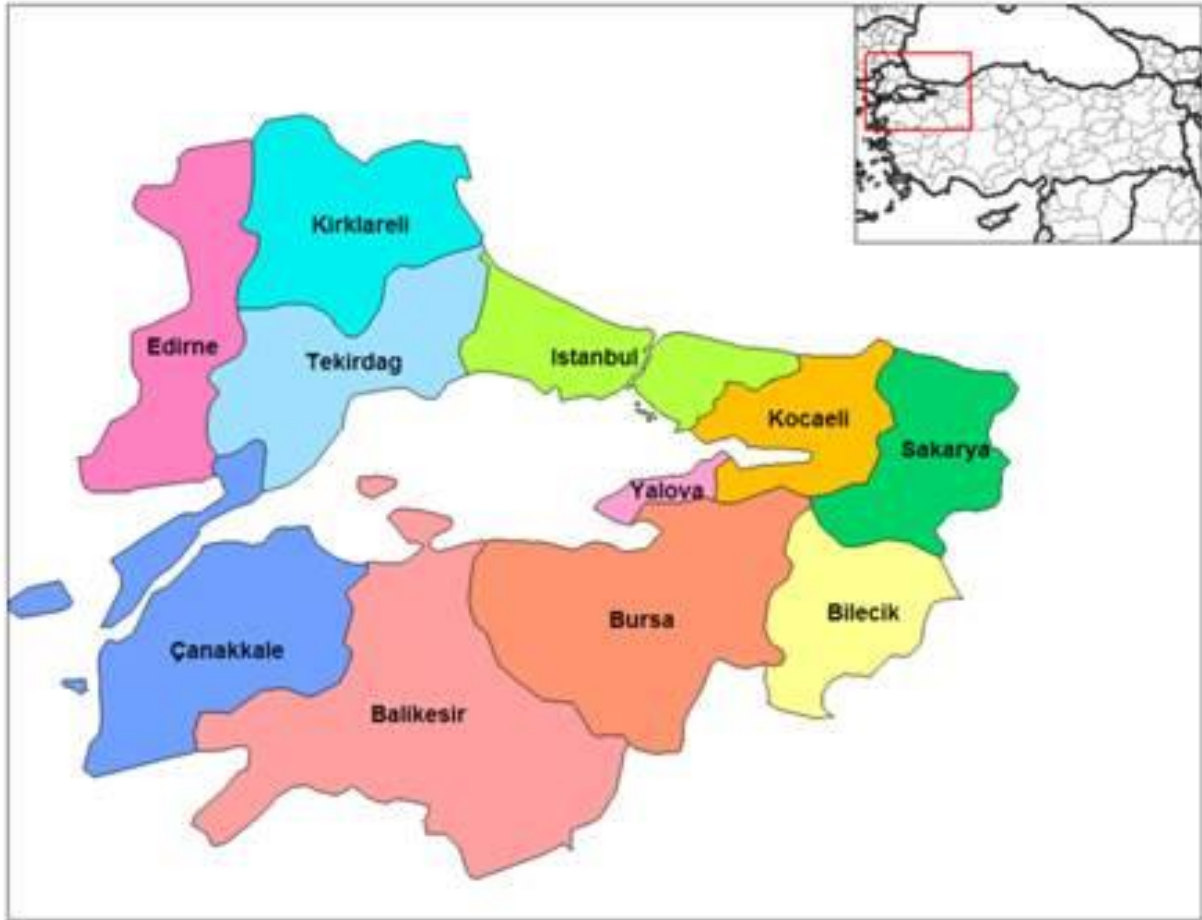 Kirklareli
Edirne
Tekirdag
Istanbul
Kocaeli
Sakarya
Yalova
Çanakkale
Bursa
Bilecik
Balikesir